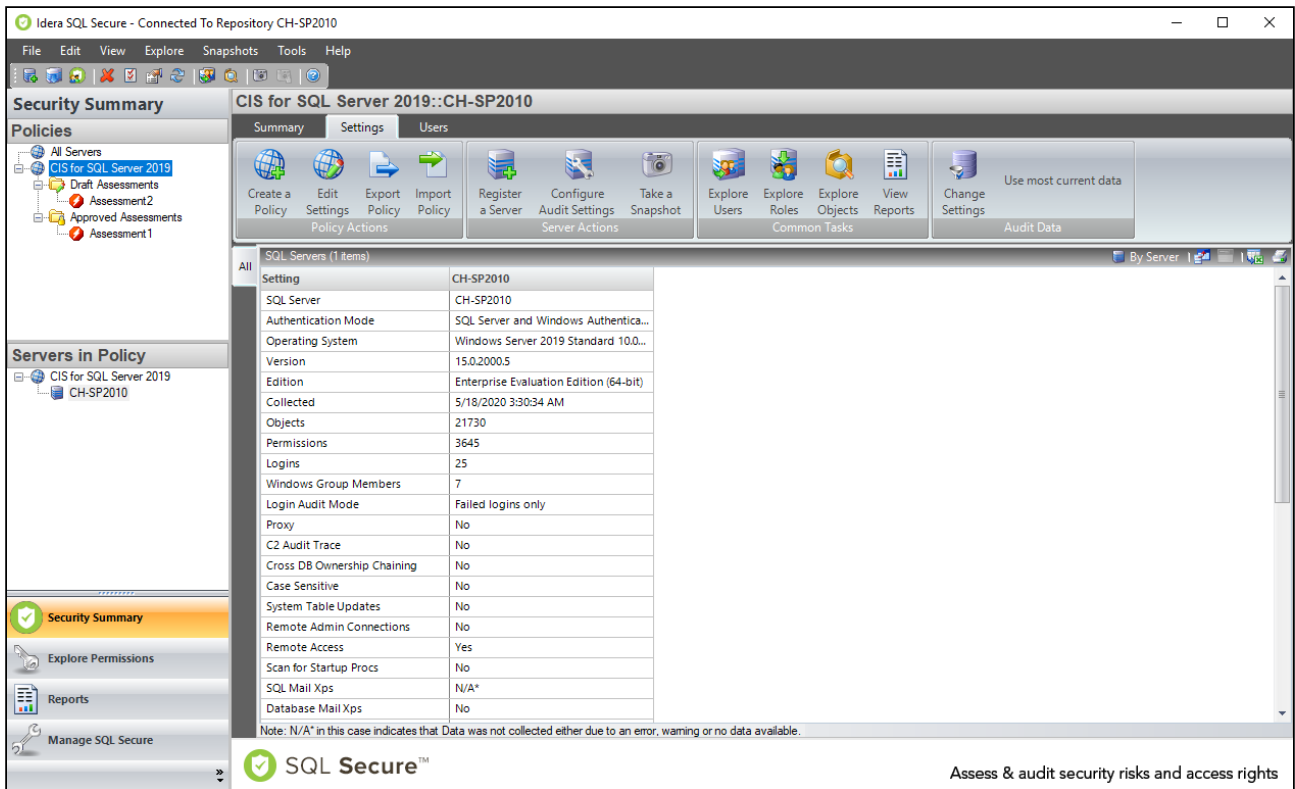 Idera SQL Secure - Connected To Repository CH-SP2010
File Edit View Explore Snapshots Tools Help
Security Summary
Policies
All Servers
CIS for SQL Server 2019
Draft Assessments
Assessment2
Approved Assessments
Assessment1
Servers in Policy
CIS for SQL Server 2019
CH-SP2010
Security Summary
Explore Permissions
Reports
Manage SQL Secure
CIS for SQL Server 2019::CH-SP2010
Summary Settings Users
Create a Policy
Edit Settings
Export Policy
Import Policy
Policy Actions
Register a Server
Configure Audit Settings
Take a Snapshot
Server Actions
Explore Users
Explore Roles
Explore Objects
View Reports
Common Tasks
Change Settings
Use most current data
Audit Data
All
SQL Servers (1 items)
By Server
Setting CH-SP2010
SQL Server CH-SP2010
Authentication Mode SQL Server and Windows Authentica...
Operating System Windows Server 2019 Standard 10.0...
Version 15.0.2000.5
Edition Enterprise Evaluation Edition (64-bit)
Collected 5/18/2020 3:30:34 AM
Objects 21730
Permissions 3645
Logins 25
Windows Group Members 7
Login Audit Mode Failed logins only
Proxy No
C2 Audit Trace No
Cross DB Ownership Chaining No
Case Sensitive No
System Table Updates No
Remote Admin Connections No
Remote Access Yes
Scan for Startup Procs No
SQL Mail Xps N/A*
Database Mail Xps No
Note: N/A* in this case indicates that Data was not collected either due to an error, warning or no data available.
SQL Secure™
Assess & audit security risks and access rights